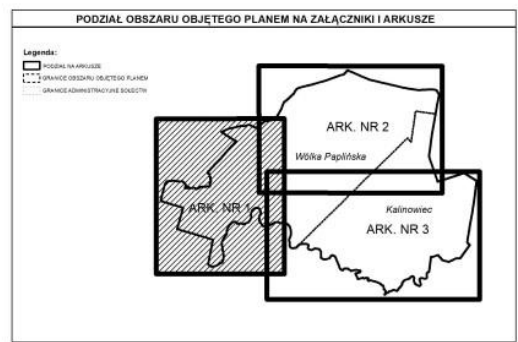 PODZIAŁ OBSZARU OBJĘTEGO PLANEM NA ZAŁĄCZNIKI I ARKUSZE
Legenda:
PODZIAŁ NA ARKUSZE
GRANICE OBSZARU OBJĘTEGO PLANEM
GRANICE ADMINISTRACYJNE SOŁECTW
ARK. NR 2
Wólka Paplińska
ARK. NR 1
Kalinowiec
ARK. NR 3